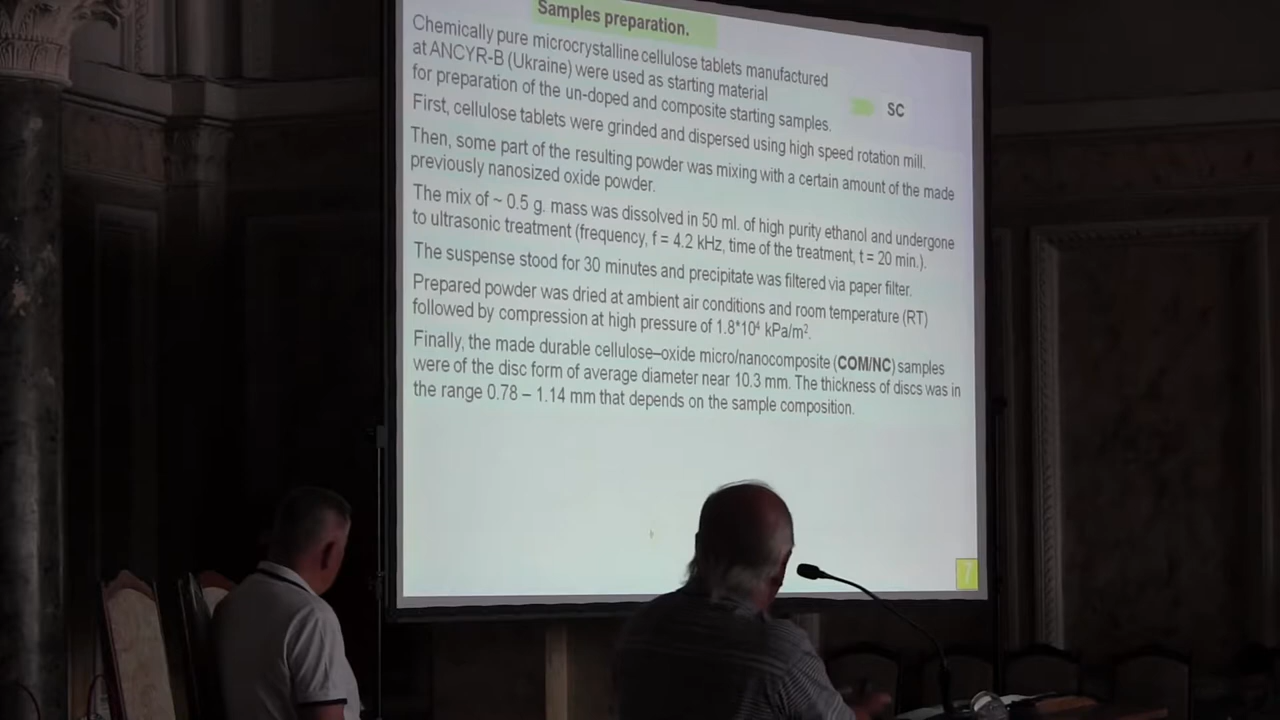 Samples preparation.
Chemically pure microcrystalline cellulose tablets manufactured
at ANCYR-B (Ukraine) were used as starting material
for preparation of the un-doped and composite starting samples.
SC
First, cellulose tablets were grinded and dispersed using high speed rotation mill.
Then, some part of the resulting powder was mixing with a certain amount of the made
previously nanosized oxide powder.
The mix of ~ 0.5 g. mass was dissolved in 50 ml. of high purity ethanol and undergone
to ultrasonic treatment (frequency, f = 4.2 kHz, time of the treatment, t = 20 min.).
The suspense stood for 30 minutes and precipitate was filtered via paper filter.
Prepared powder was dried at ambient air conditions and room temperature (RT)
followed by compression at high pressure of 1.8*10⁴ kPa/m².
Finally, the made durable cellulose–oxide micro/nanocomposite (COM/NC) samples
were of the disc form of average diameter near 10.3 mm. The thickness of discs was in
the range 0.78 – 1.14 mm that depends on the sample composition.
7